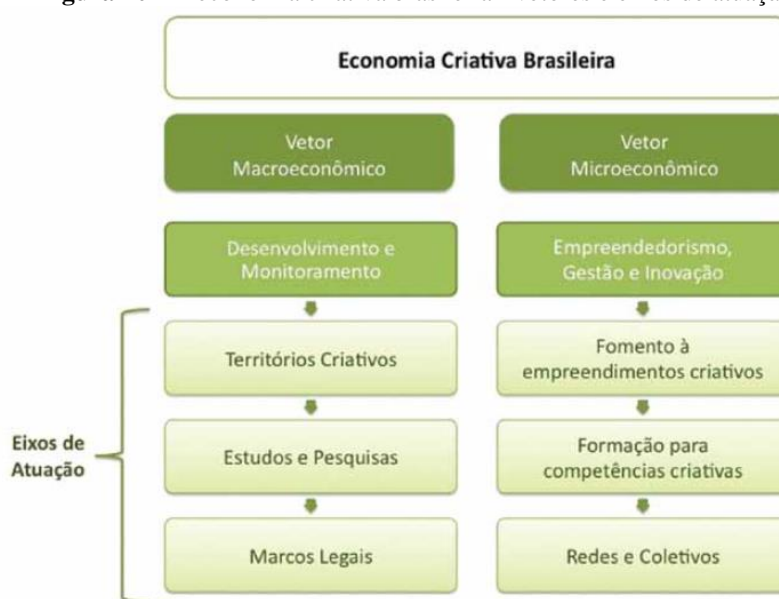 Economia Criativa Brasileira
Vetor
Macroeconômico
Vetor
Microeconômico
Desenvolvimento e
Monitoramento
Empreendedorismo,
Gestão e Inovação
Territórios Criativos
Fomento à
empreendimentos criativos
Eixos de
Atuação
Estudos e Pesquisas
Formação para
competências criativas
Marcos Legais
Redes e Coletivos